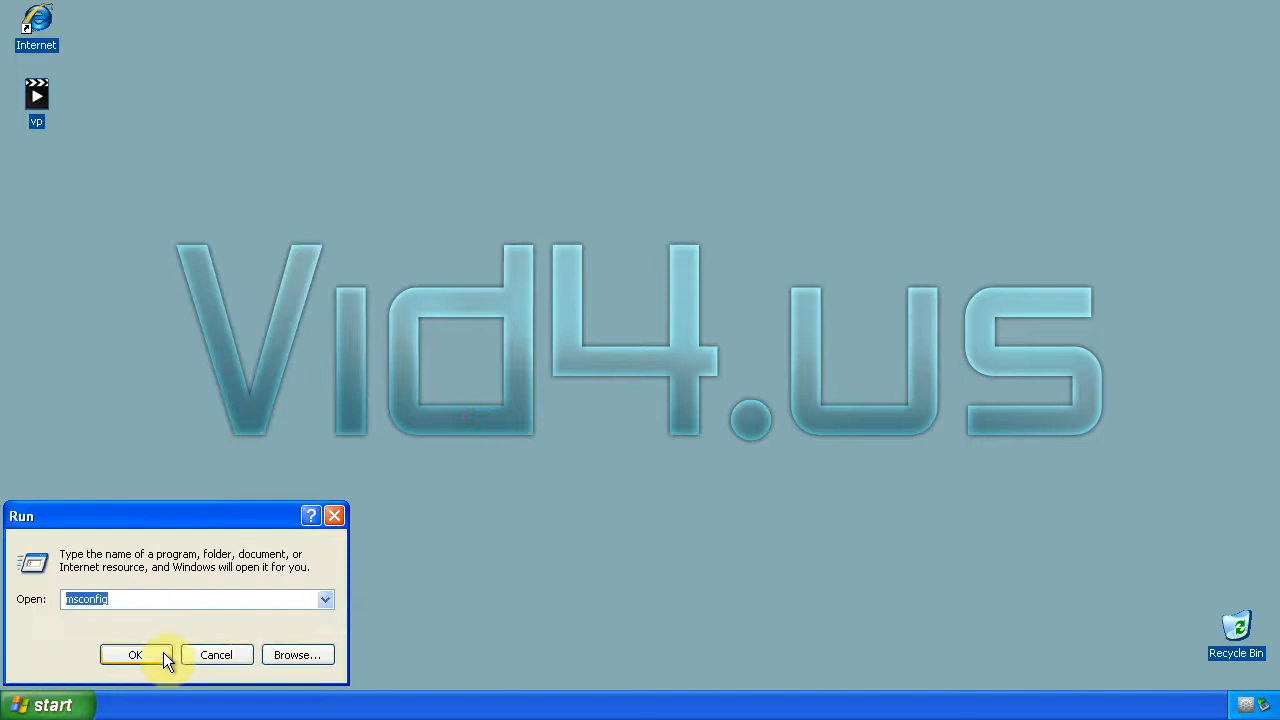 Internet
vp
Vid4.us
Run
?
Type the name of a program, folder, document, or
Internet resource, and Windows will open it for you.
Open: msconfig
OK Cancel Browse...
Recycle Bin
start